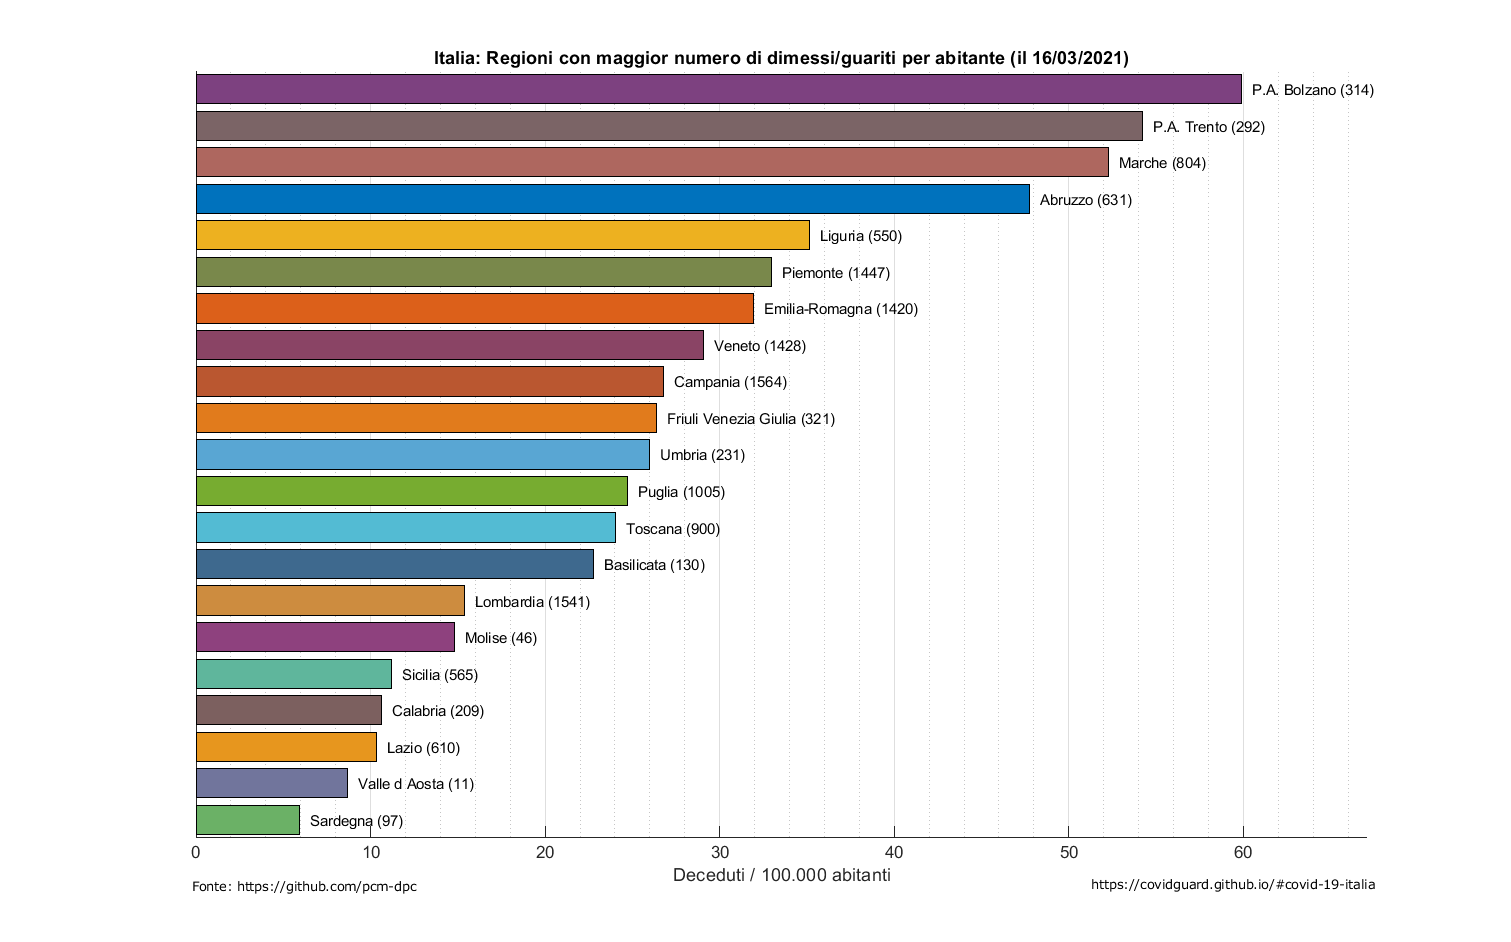 Italia: Regioni con maggior numero di dimessi/guariti per abitante (il 16/03/2021)
P.A. Bolzano (314)
P.A. Trento (292)
Marche (804)
Abruzzo (631)
Liguria (550)
Piemonte (1447)
Emilia-Romagna (1420)
Veneto (1428)
Campania (1564)
Friuli Venezia Giulia (321)
Umbria (231)
Puglia (1005)
Toscana (900)
Basilicata (130)
Lombardia (1541)
Molise (46)
Sicilia (565)
Calabria (209)
Lazio (610)
Valle d Aosta (11)
Sardegna (97)
0 10 20 30 40 50 60
Deceduti / 100.000 abitanti
Fonte: https://github.com/pcm-dpc
https://covidguard.github.io/#covid-19-italia